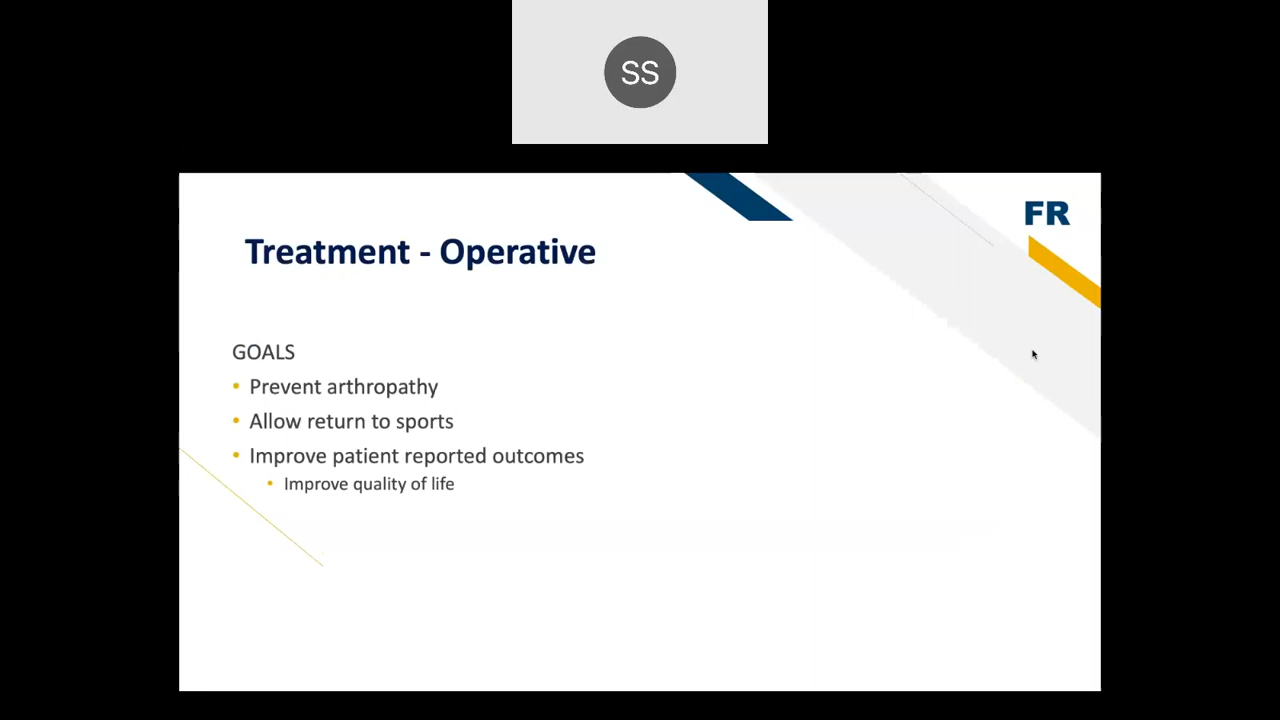 SS
FR
Treatment - Operative
GOALS
• Prevent arthropathy
• Allow return to sports
• Improve patient reported outcomes
• Improve quality of life